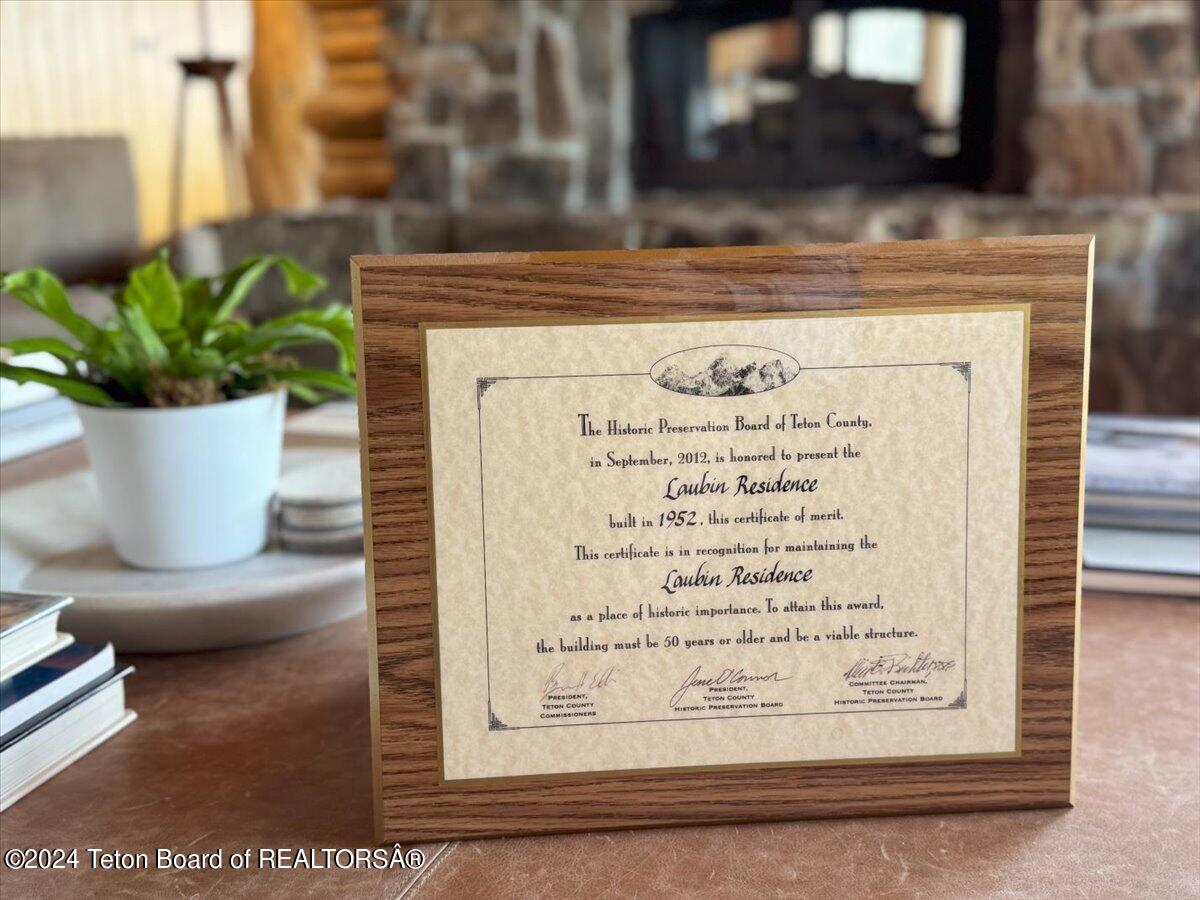 The Historic Preservation Board of Teton County,
in September, 2012, is honored to present the
Laubin Residence
built in 1952, this certificate of merit.
This certificate is in recognition for maintaining the
Laubin Residence
as a place of historic importance. To attain this award,
the building must be 50 years or older and be a viable structure.
President,
Teton County
Commissioners
President,
Teton County
Historic Preservation Board
Committee Chairman,
Teton County
Historic Preservation Board
©2024 Teton Board of REALTORSÂ®